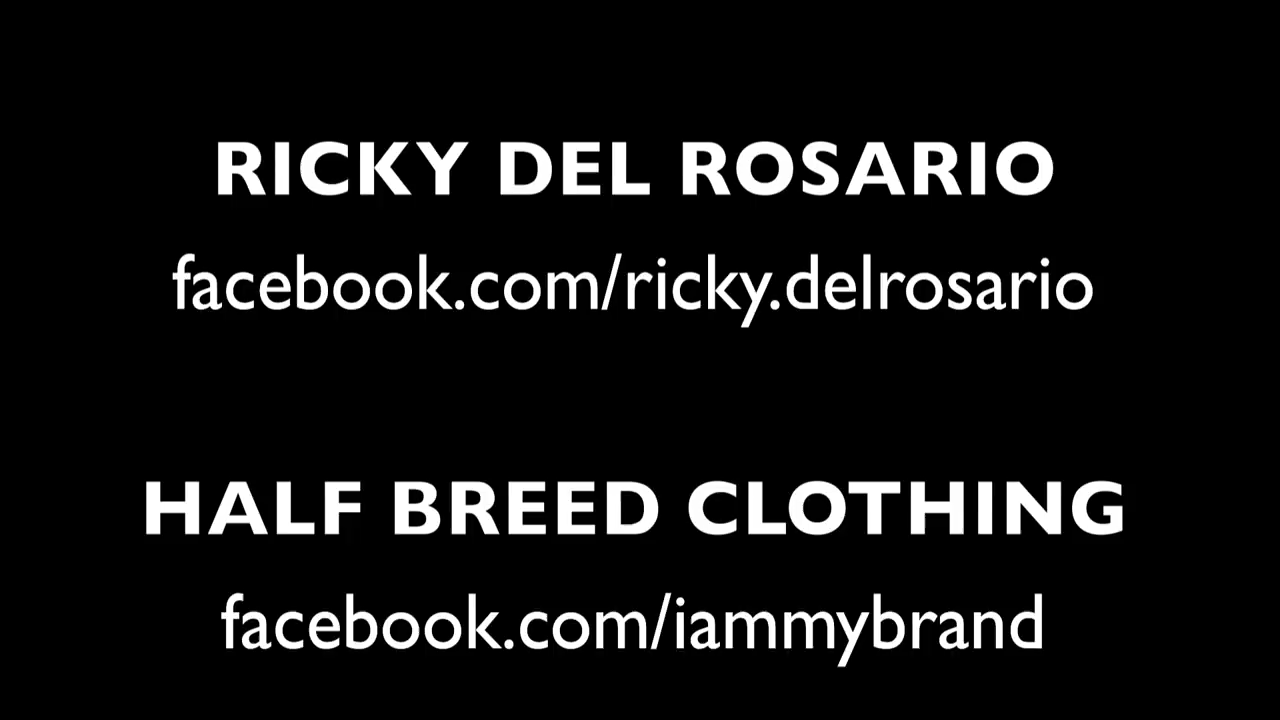 RICKY DEL ROSARIO
facebook.com/ricky.delrosario
HALF BREED CLOTHING
facebook.com/iammybrand